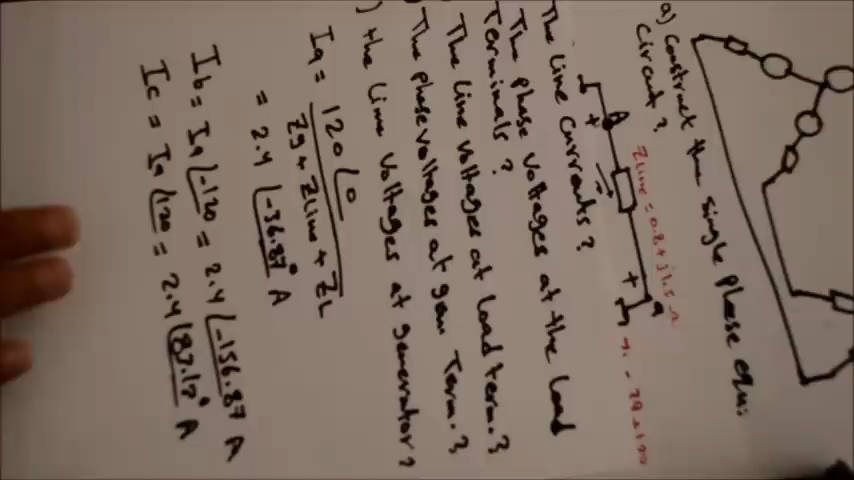 a) Construct the single phase equ.
Circuit?
Zline = 0.8+j1.5 Ω
A
+
+
a
The line currents?
The phase voltages at the load
Terminals?
The line voltages at load term.?
The phase voltages at gen Term.?
) the line voltages at generator?
Ia = 120∠0 / Zg + Zline + ZL
= 2.4∠-36.87° A
Ib = Ia∠-120 = 2.4∠-156.87 A
Ic = Ia∠120 = 2.4∠83.13° A